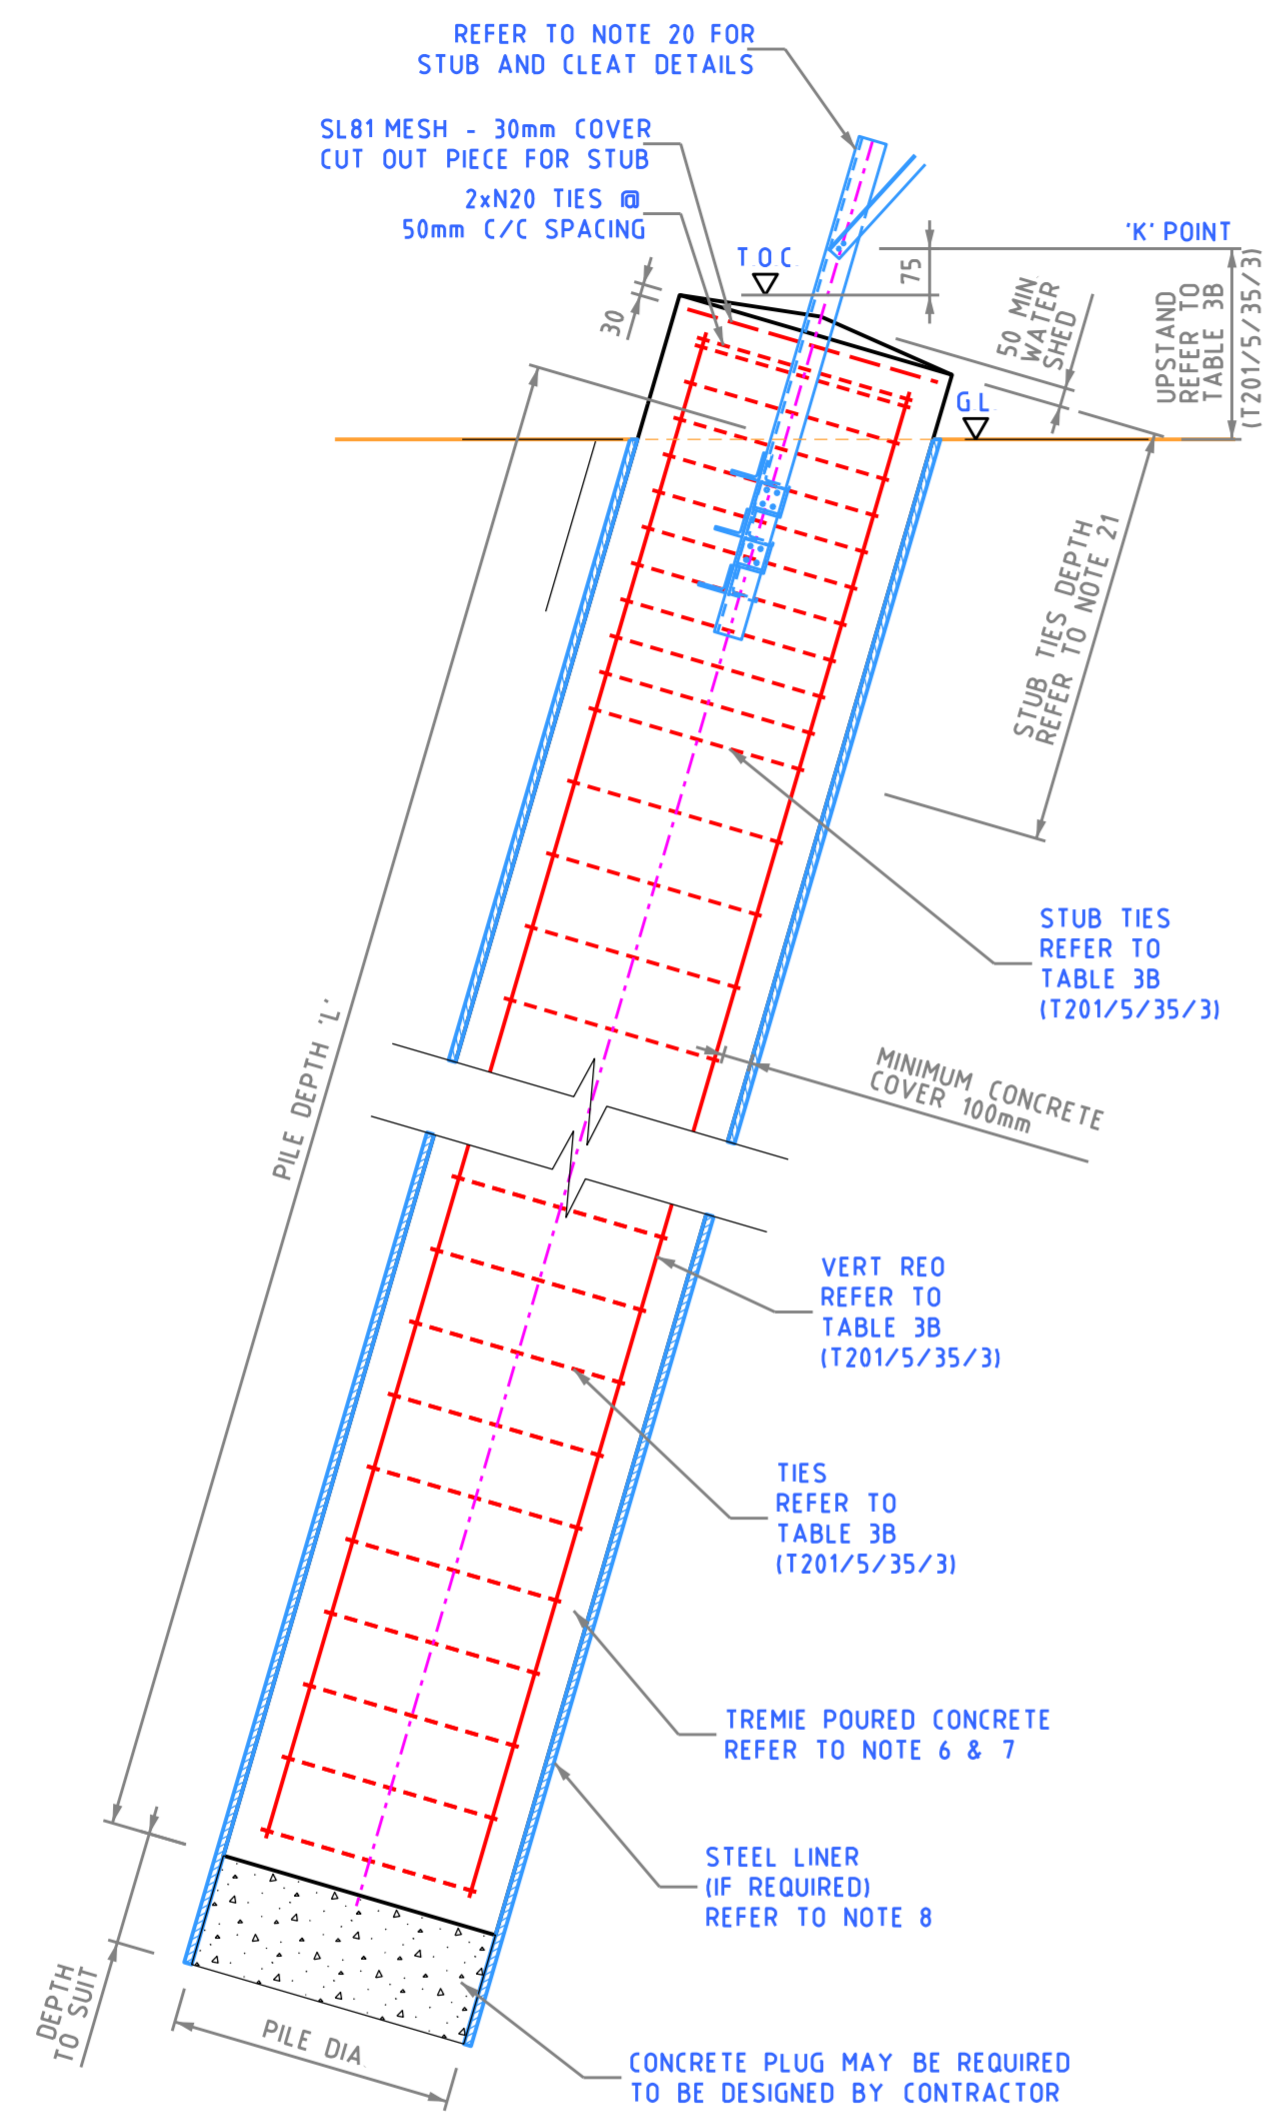 REFER TO NOTE 20 FOR
STUB AND CLEAT DETAILS
SL81 MESH - 30mm COVER
CUT OUT PIECE FOR STUB
2xN20 TIES @
50mm C/C SPACING
TOC
'K' POINT
75
30
50 MIN
WATER
SHED
UPSTAND
REFER TO
TABLE 3B
(T201/5/35/3)
GL
STUB TIES DEPTH
REFER TO NOTE 21
STUB TIES
REFER TO
TABLE 3B
(T201/5/35/3)
PILE DEPTH 'L'
MINIMUM CONCRETE
COVER 100mm
VERT REO
REFER TO
TABLE 3B
(T201/5/35/3)
TIES
REFER TO
TABLE 3B
(T201/5/35/3)
TREMIE POURED CONCRETE
REFER TO NOTE 6 & 7
STEEL LINER
(IF REQUIRED)
REFER TO NOTE 8
DEPTH
TO SUIT
PILE DIA.
CONCRETE PLUG MAY BE REQUIRED
TO BE DESIGNED BY CONTRACTOR